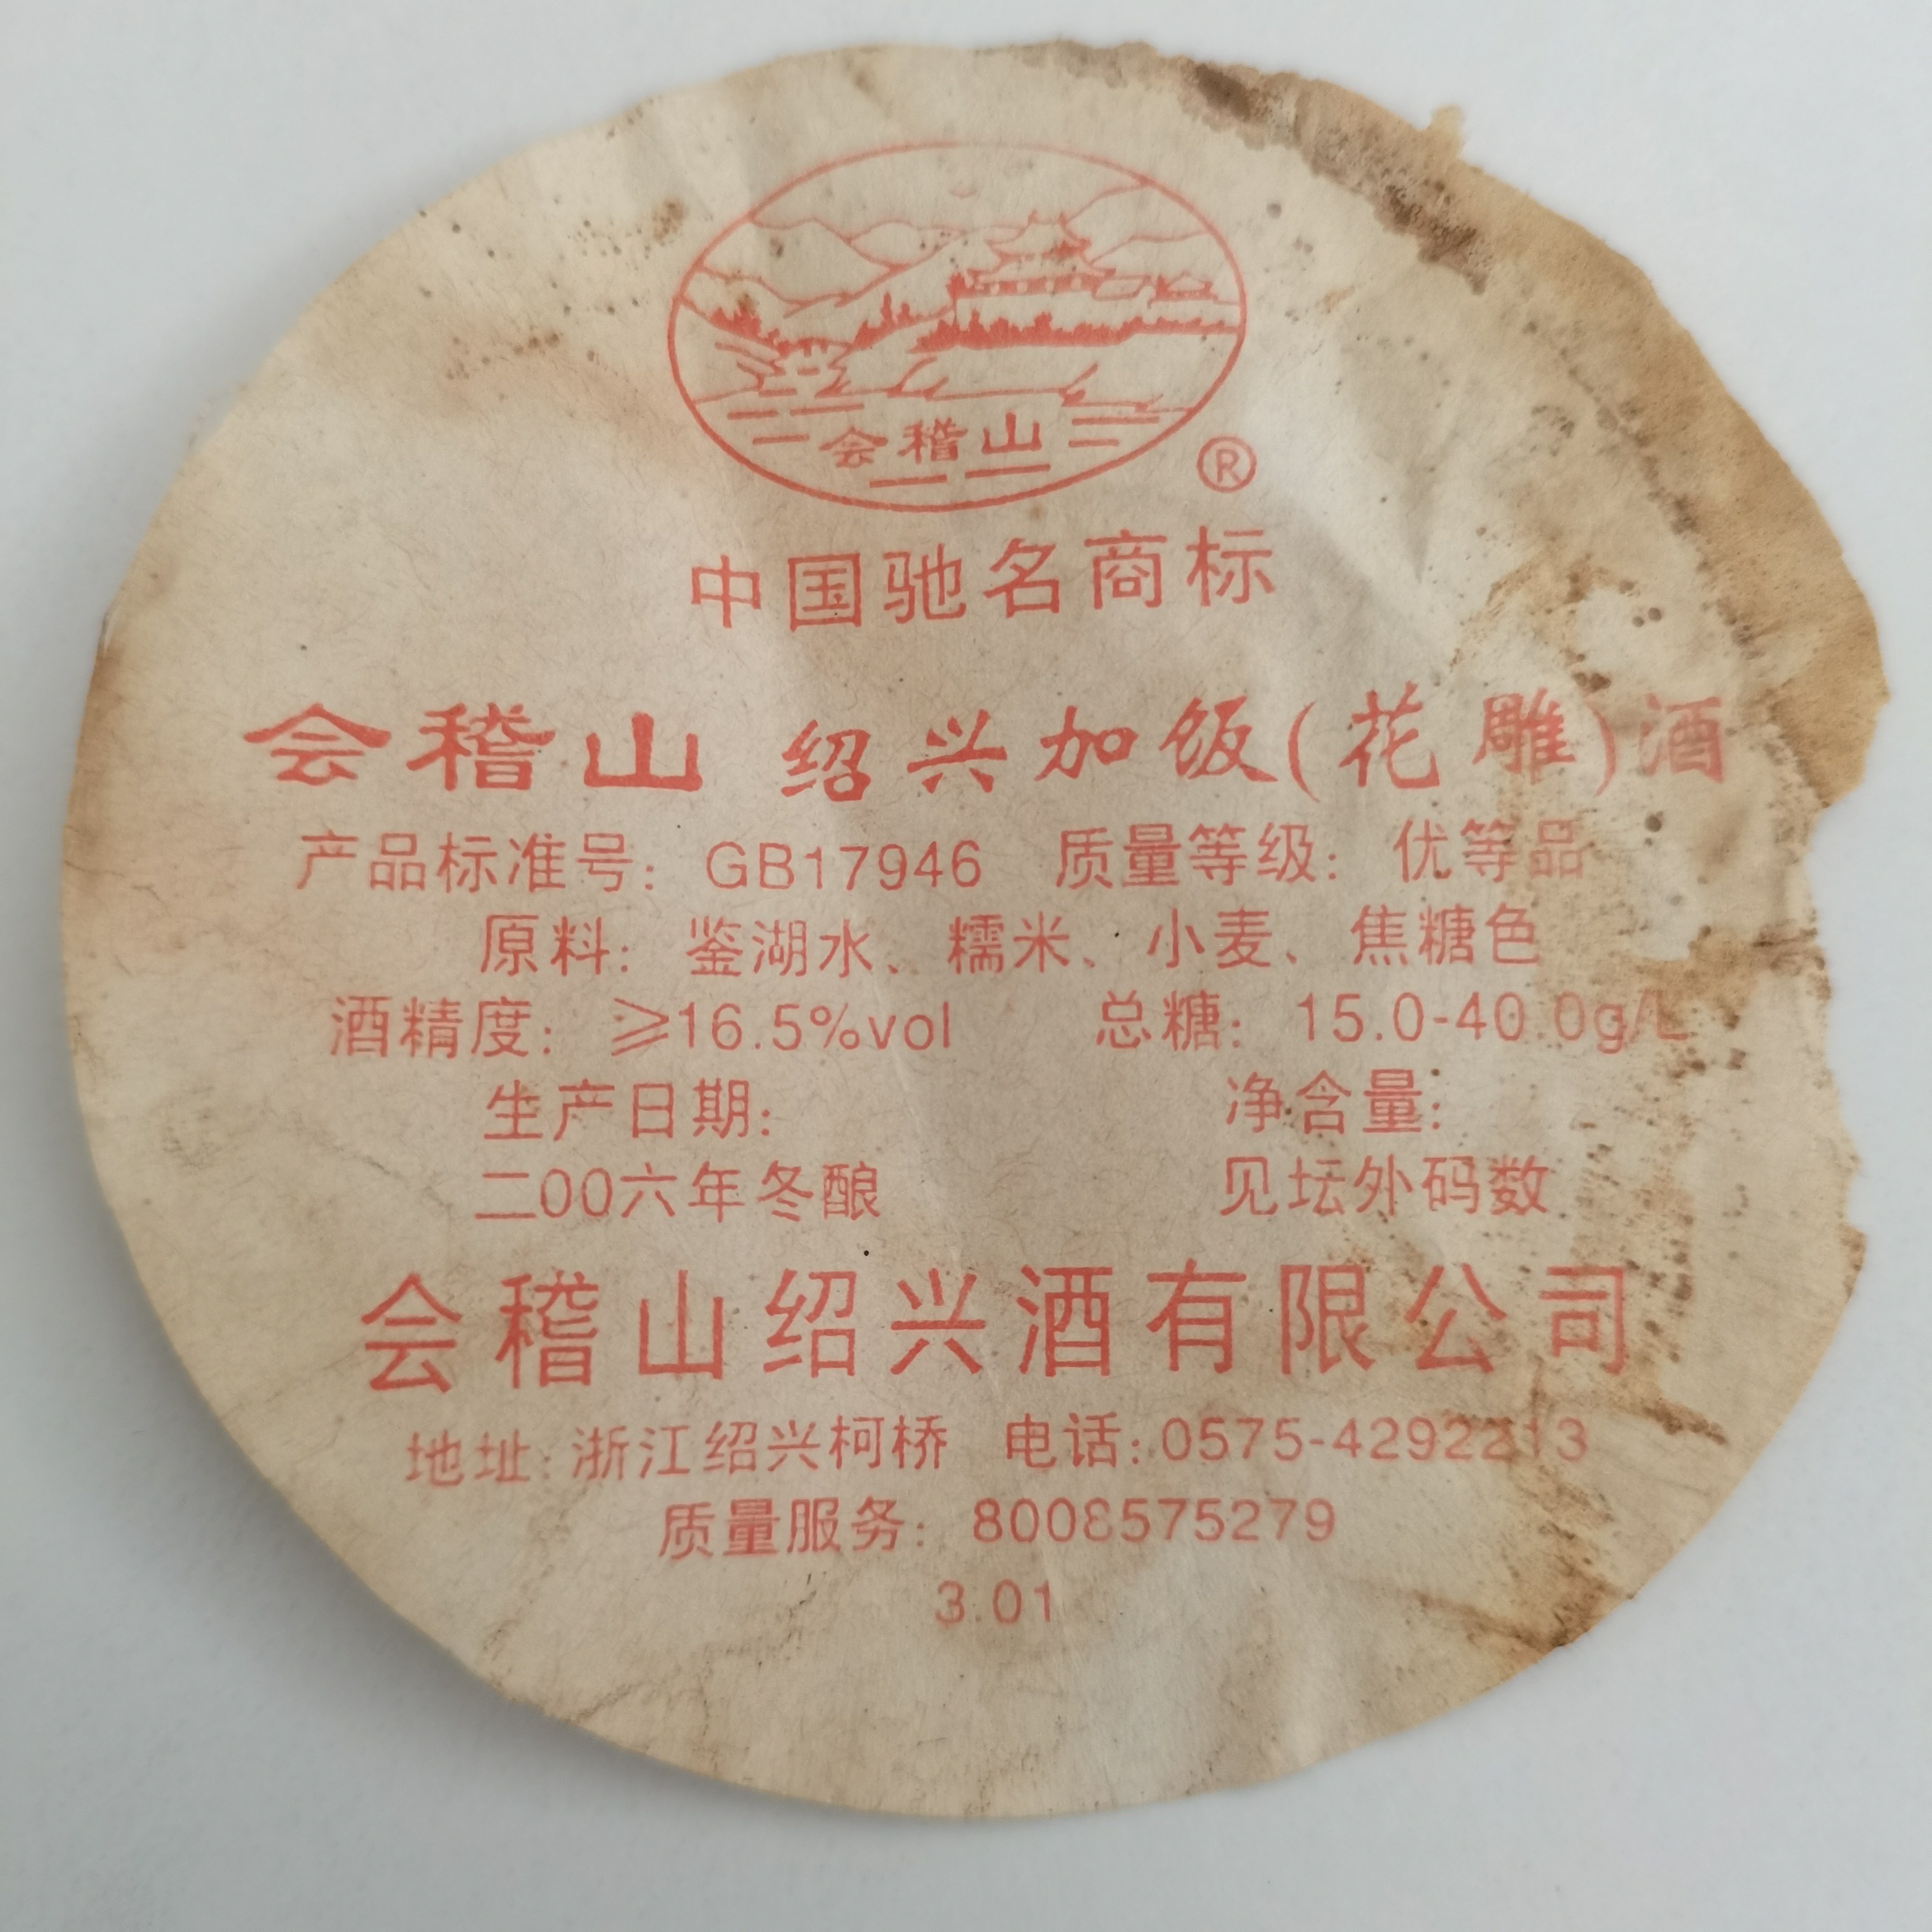 会稽山
®
中国驰名商标
会稽山 绍兴加饭(花雕)酒
产品标准号: GB17946 质量等级: 优等品
原料: 鉴湖水、糯米、小麦、焦糖色
酒精度: ⩾16.5%vol 总糖: 15.0-40.0g/L
生产日期: 净含量:
二00六年冬酿 见坛外码数
会稽山绍兴酒有限公司
地址: 浙江绍兴柯桥 电话: 0575-4292213
质量服务: 8008575279
3.01